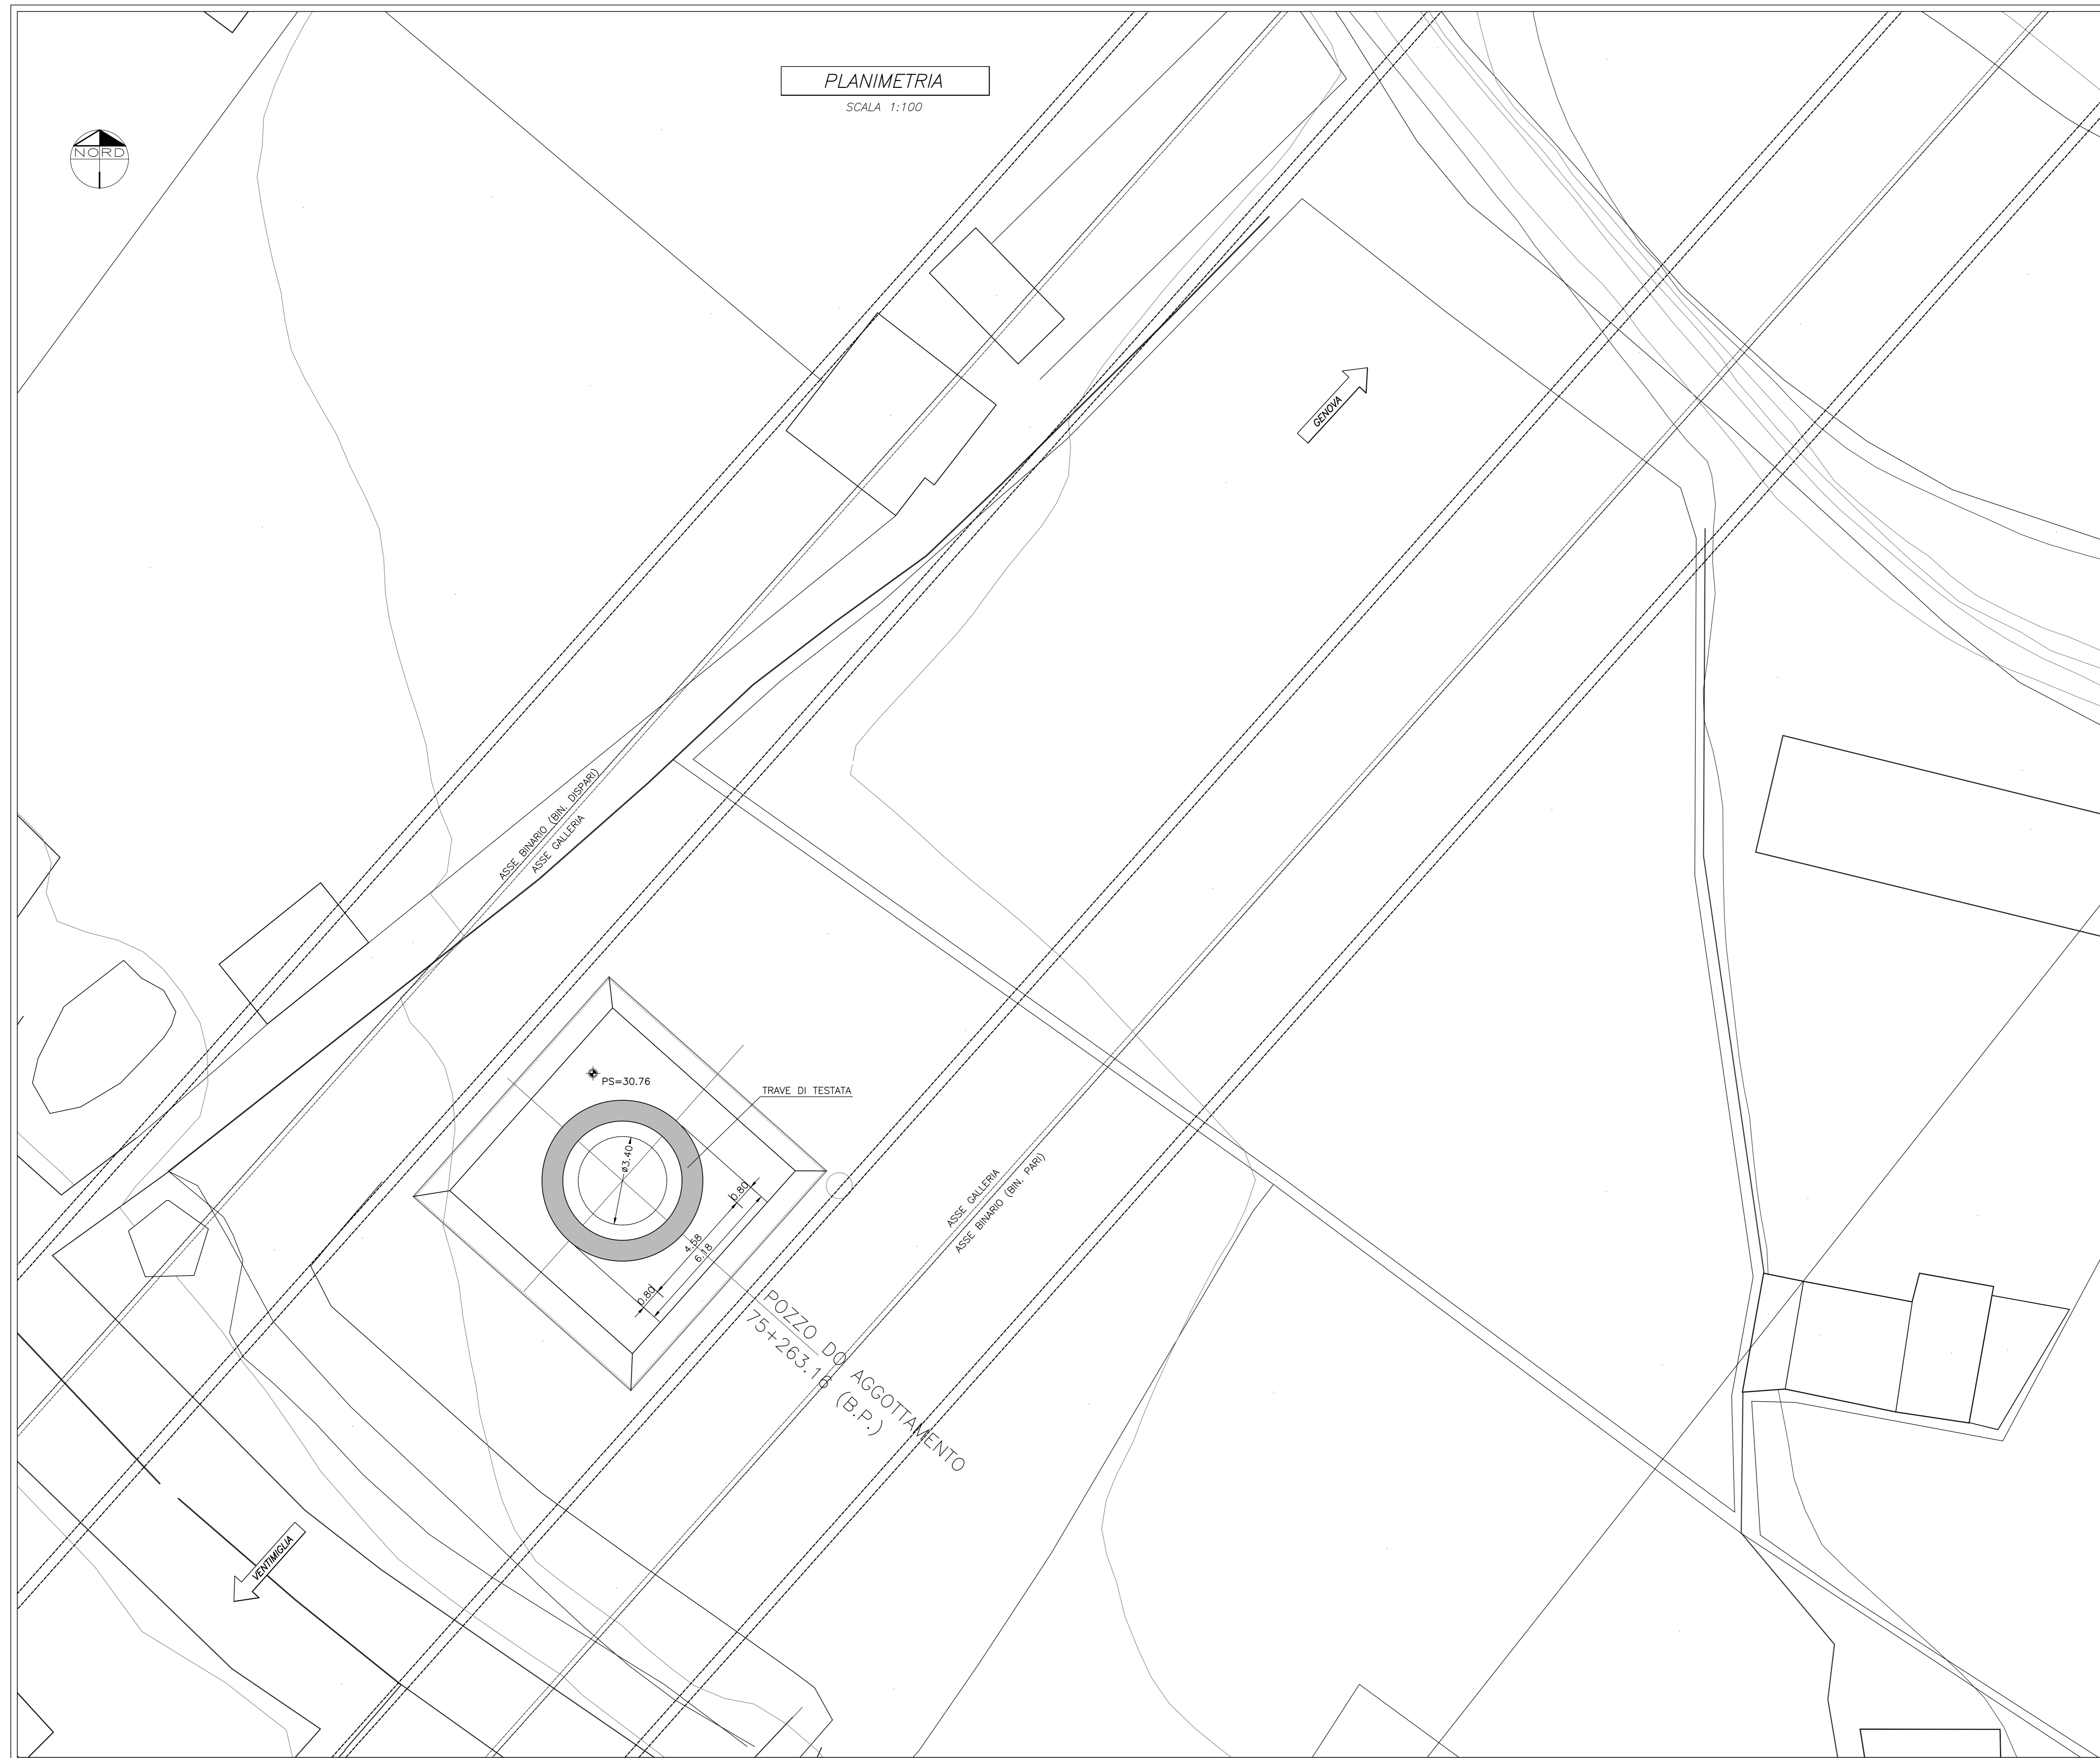 PLANIMETRIA
SCALA 1:100
NORD
GENOVA
ASSE BINARIO (BIN. DISPARI)
ASSE GALLERIA
PS=30.76
TRAVE DI TESTATA
ø3.40
0.80
4.58
6.18
0.80
ASSE GALLERIA
ASSE BINARIO (BIN. PARI)
POZZO DO AGGOTTAMENTO
75+263.16 (B.P.)
VENTIMIGLIA